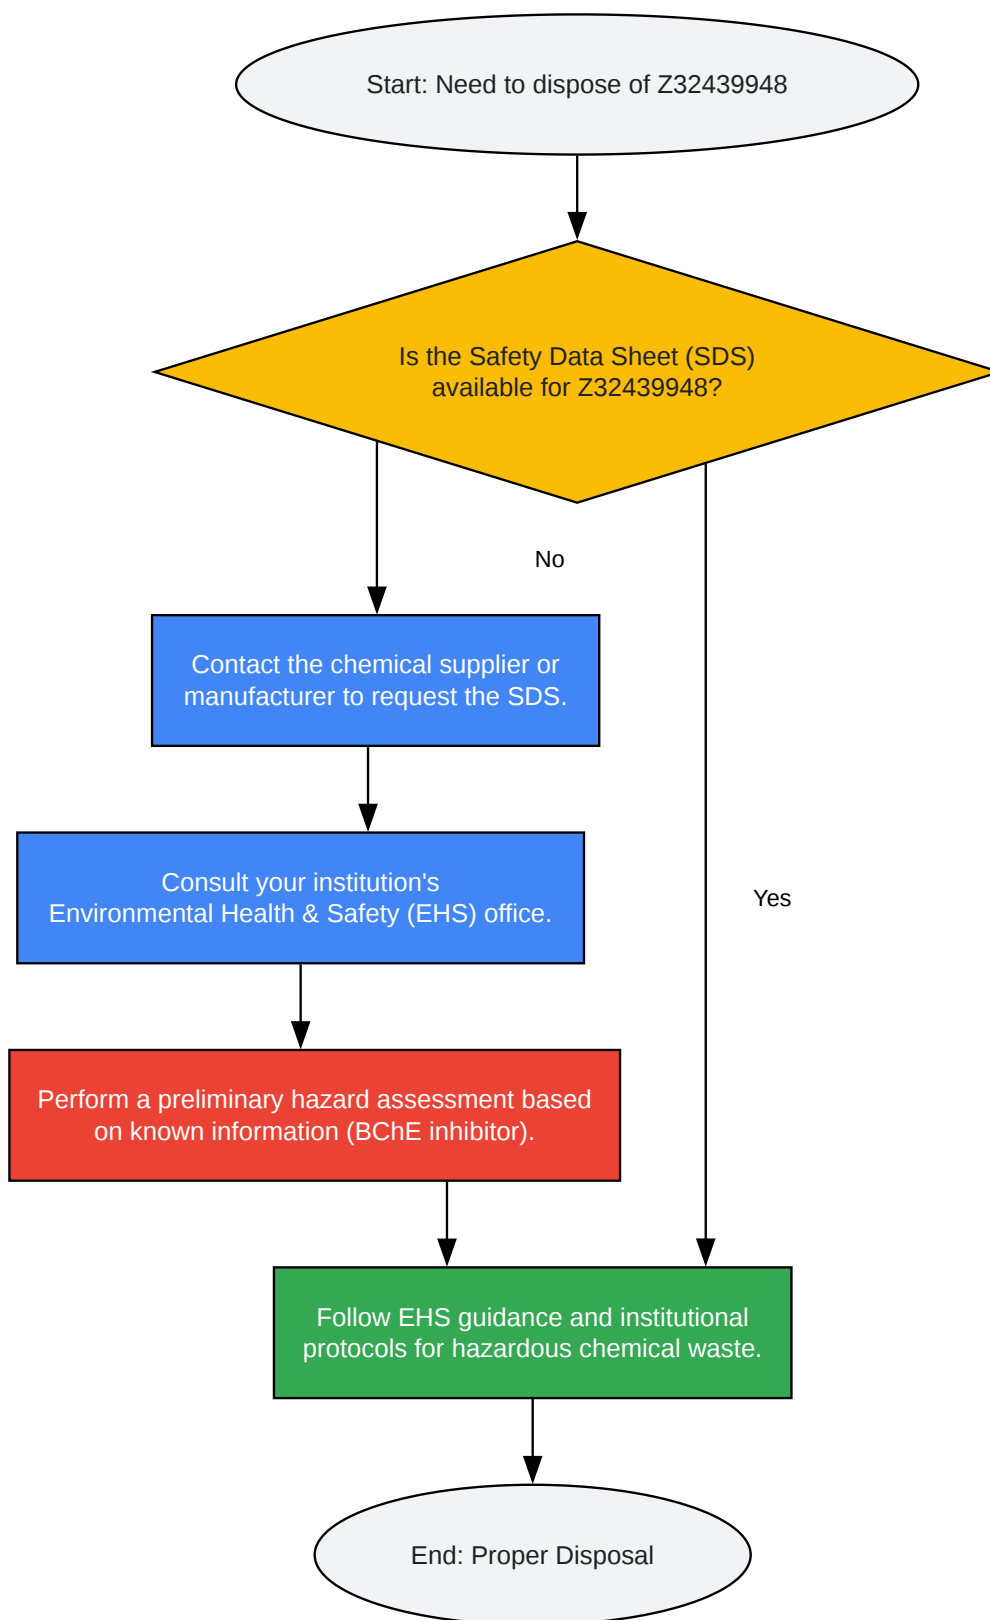 Start: Need to dispose of Z32439948
Is the Safety Data Sheet (SDS)
available for Z32439948?
No
Contact the chemical supplier or
manufacturer to request the SDS.
Consult your institution's
Environmental Health & Safety (EHS) office.
Yes
Perform a preliminary hazard assessment based
on known information (BChE inhibitor).
Follow EHS guidance and institutional
protocols for hazardous chemical waste.
End: Proper Disposal